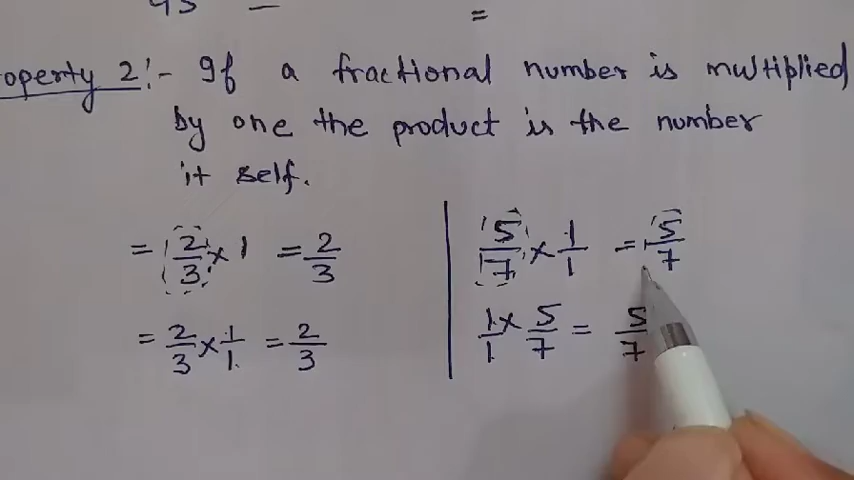 =
operty 2:- If a fractional number is multiplied
by one the product is the number
it self.
= 2/3 × 1 = 2/3
= 2/3 × 1/1 = 2/3
5/7 × 1/1 = 5/7
1/1 × 5/7 = 5/7